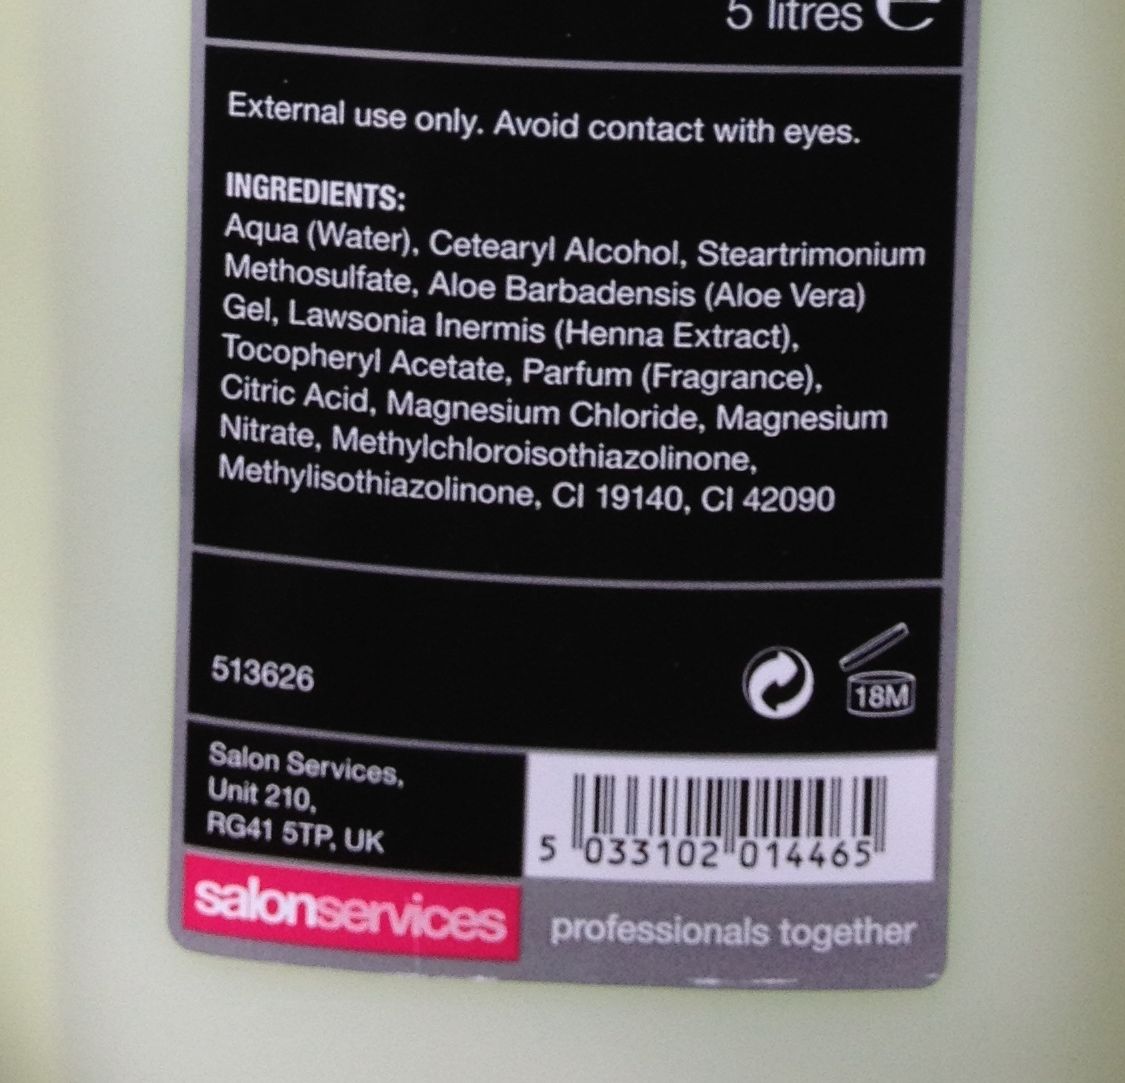 5 litres e
External use only. Avoid contact with eyes.
INGREDIENTS:
Aqua (Water), Cetearyl Alcohol, Steartrimonium
Methosulfate, Aloe Barbadensis (Aloe Vera)
Gel, Lawsonia Inermis (Henna Extract),
Tocopheryl Acetate, Parfum (Fragrance),
Citric Acid, Magnesium Chloride, Magnesium
Nitrate, Methylchloroisothiazolinone,
Methylisothiazolinone, CI 19140, CI 42090
513626
18M
Salon Services,
Unit 210,
RG41 5TP, UK
5 033102 014465
salonservices
professionals together